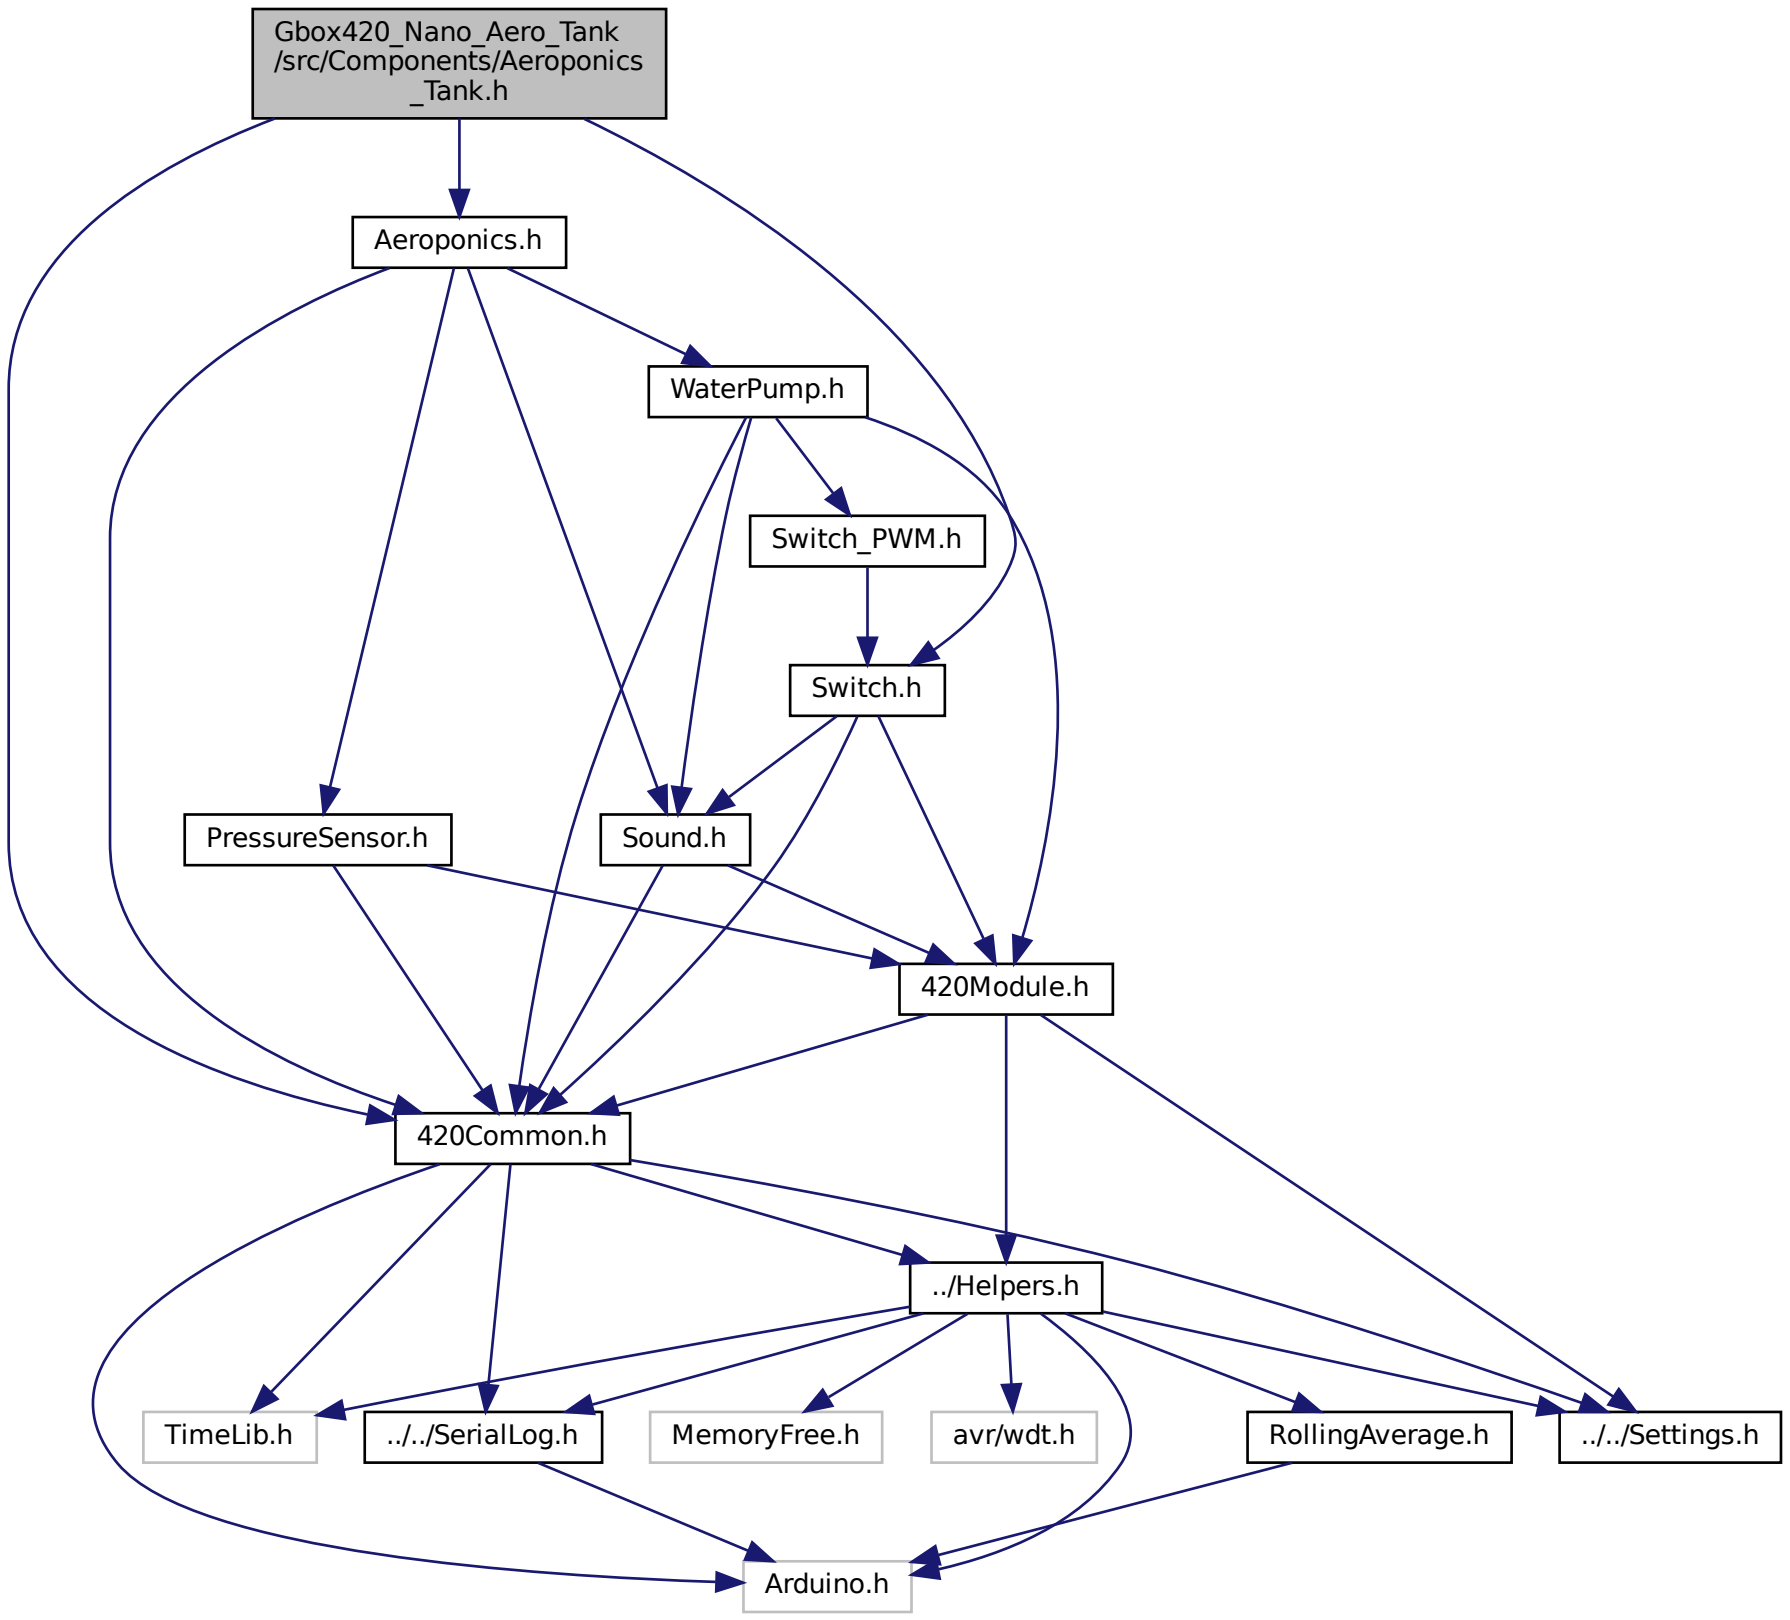 Gbox420_Nano_Aero_Tank
/src/Components/Aeroponics
_Tank.h
Aeroponics.h
WaterPump.h
Switch_PWM.h
Switch.h
PressureSensor.h
Sound.h
420Module.h
420Common.h
../Helpers.h
TimeLib.h
../../SerialLog.h
MemoryFree.h
avr/wdt.h
RollingAverage.h
../../Settings.h
Arduino.h